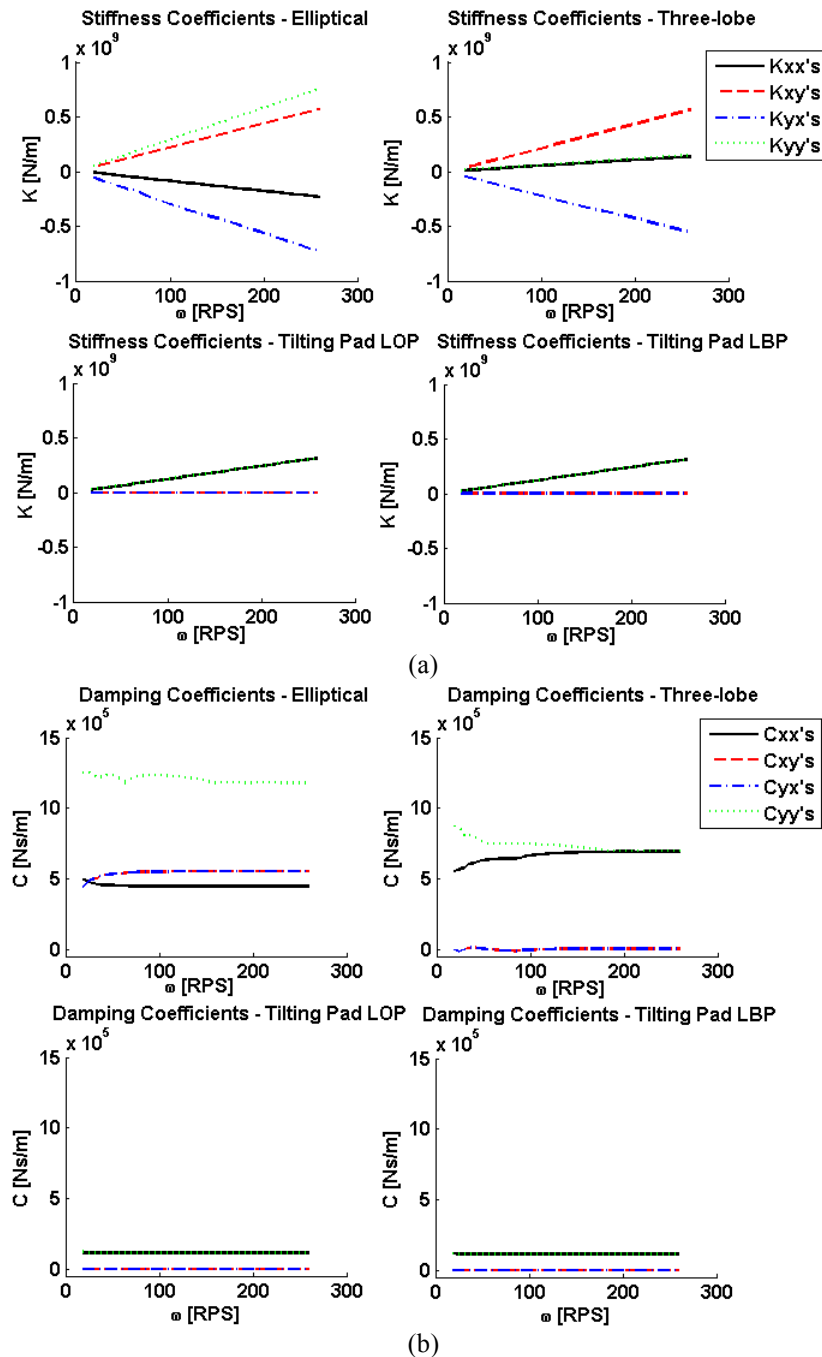 Stiffness Coefficients - Elliptical
Stiffness Coefficients - Three-lobe
x 10^9
1
0.5
0
-0.5
-1
K [N/m]
0
100
200
300
ω [RPS]
x 10^9
1
0.5
0
-0.5
-1
K [N/m]
0
100
200
300
ω [RPS]
Kxx's
Kxy's
Kyx's
Kyy's
Stiffness Coefficients - Tilting Pad LOP
Stiffness Coefficients - Tilting Pad LBP
x 10^9
1
0.5
0
-0.5
-1
K [N/m]
0
100
200
300
ω [RPS]
x 10^9
1
0.5
0
-0.5
-1
K [N/m]
0
100
200
300
ω [RPS]
(a)
Damping Coefficients - Elliptical
Damping Coefficients - Three-lobe
x 10^5
15
10
5
0
C [Ns/m]
0
100
200
300
ω [RPS]
x 10^5
15
10
5
0
C [Ns/m]
0
100
200
300
ω [RPS]
Cxx's
Cxy's
Cyx's
Cyy's
Damping Coefficients - Tilting Pad LOP
Damping Coefficients - Tilting Pad LBP
x 10^5
15
10
5
0
C [Ns/m]
0
100
200
300
ω [RPS]
x 10^5
15
10
5
0
C [Ns/m]
0
100
200
300
ω [RPS]
(b)